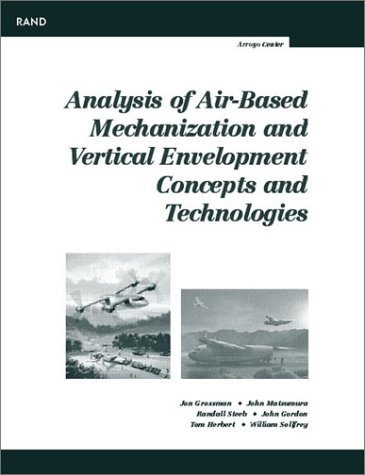 RAND
Arroyo Center
Analysis of Air-Based
Mechanization and
Vertical Envelopment
Concepts and
Technologies
Jon Grossman ♦ John Matsumura
Randall Steeb ♦ John Gordon
Tom Herbert ♦ William Sollfrey